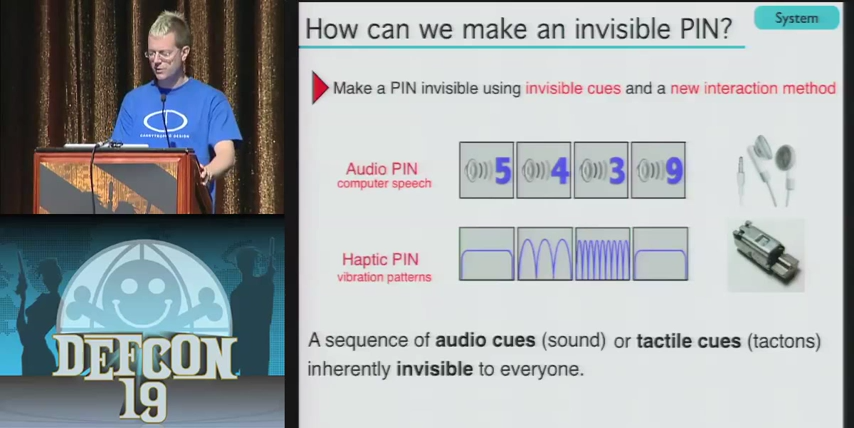 How can we make an invisible PIN?
System
Make a PIN invisible using invisible cues and a new interaction method
Audio PIN
computer speech
5 4 3 9
Haptic PIN
vibration patterns
A sequence of audio cues (sound) or tactile cues (tactons)
inherently invisible to everyone.
DEFCON
19